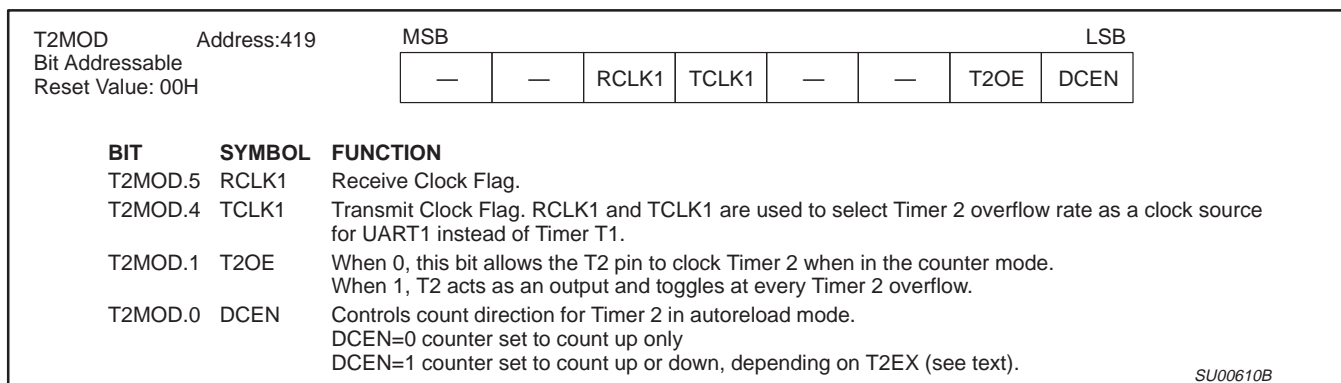 T2MOD Address:419 MSB LSB
Bit Addressable
Reset Value: 00H
— — RCLK1 TCLK1 — — T2OE DCEN
BIT SYMBOL FUNCTION
T2MOD.5 RCLK1 Receive Clock Flag.
T2MOD.4 TCLK1 Transmit Clock Flag. RCLK1 and TCLK1 are used to select Timer 2 overflow rate as a clock source
for UART1 instead of Timer T1.
T2MOD.1 T2OE When 0, this bit allows the T2 pin to clock Timer 2 when in the counter mode.
When 1, T2 acts as an output and toggles at every Timer 2 overflow.
T2MOD.0 DCEN Controls count direction for Timer 2 in autoreload mode.
DCEN=0 counter set to count up only
DCEN=1 counter set to count up or down, depending on T2EX (see text).
SU00610B